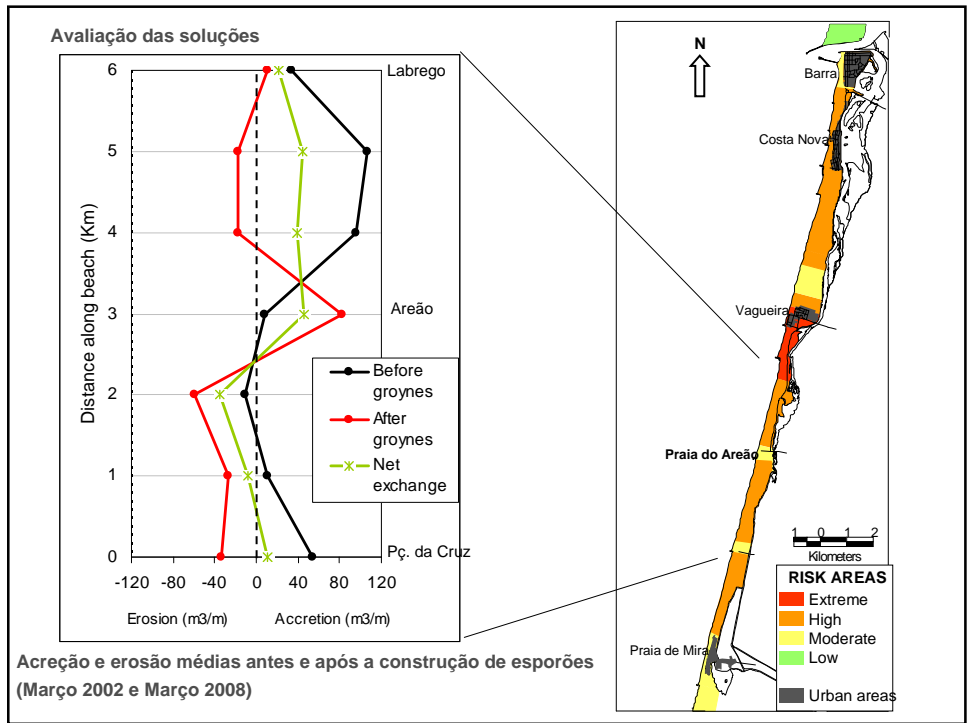 Avaliação das soluções
6
5
4
3
2
1
0
Distance along beach (Km)
Labrego
Areão
Pç. da Cruz
Before
groynes
After
groynes
Net
exchange
-120 -80 -40 0 40 80 120
Erosion (m3/m) Accretion (m3/m)
Acreção e erosão médias antes e após a construção de esporões
(Março 2002 e Março 2008)
N
Barra
Costa Nova
Vagueira
Praia do Areão
Praia de Mira
1 0 1 2
Kilometers
RISK AREAS
Extreme
High
Moderate
Low
Urban areas